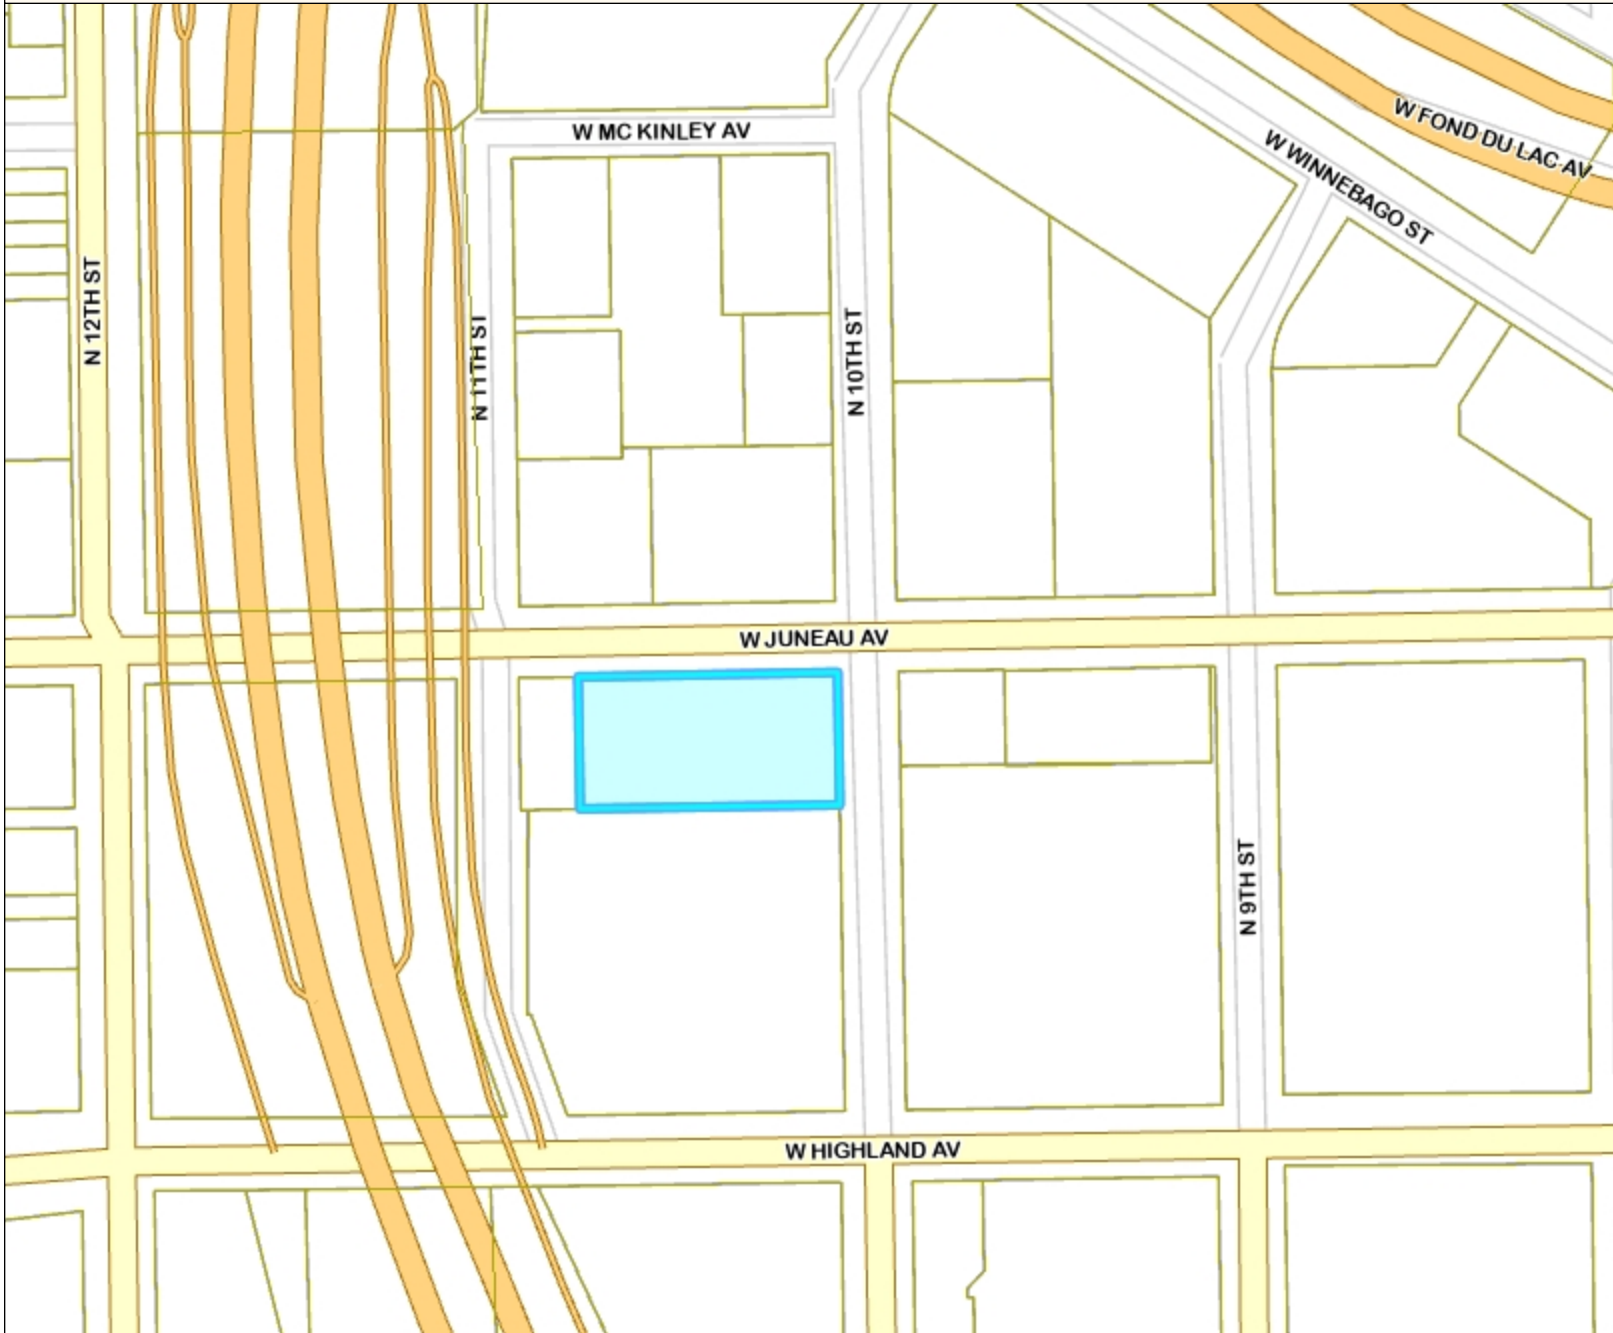 W FOND DU LAC AV
W MC KINLEY AV
W WINNEBAGO ST
N 12TH ST
N 11TH ST
N 10TH ST
W JUNEAU AV
N 9TH ST
W HIGHLAND AV